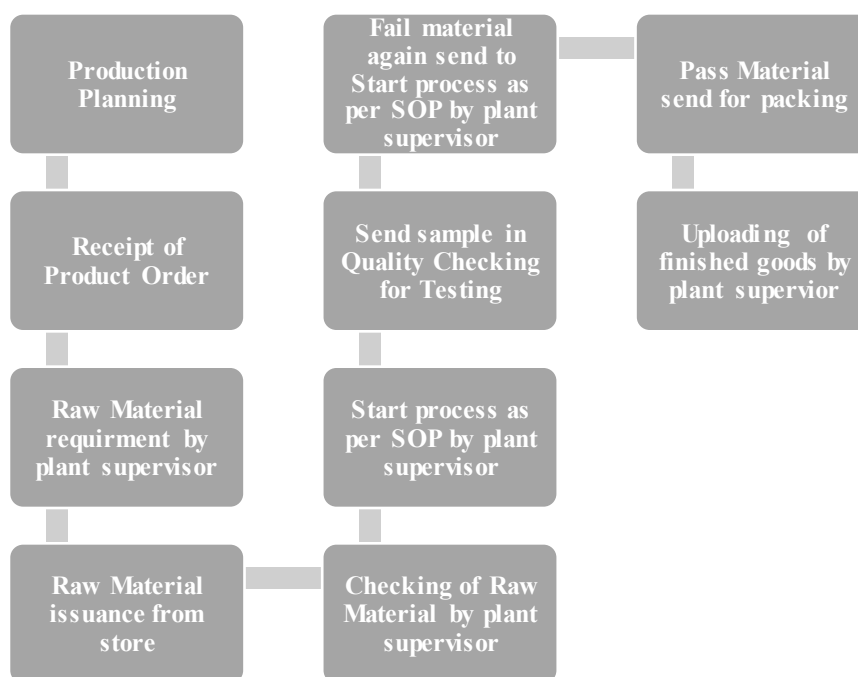 Production
Planning
Receipt of
Product Order
Raw Material
requirment by
plant supervisor
Raw Material
issuance from
store
Checking of Raw
Material by plant
supervisor
Start process as
per SOP by plant
supervisor
Send sample in
Quality Checking
for Testing
Fail material
again send to
Start process as
per SOP by plant
supervisor
Pass Material
send for packing
Uploading of
finished goods by
plant supervior